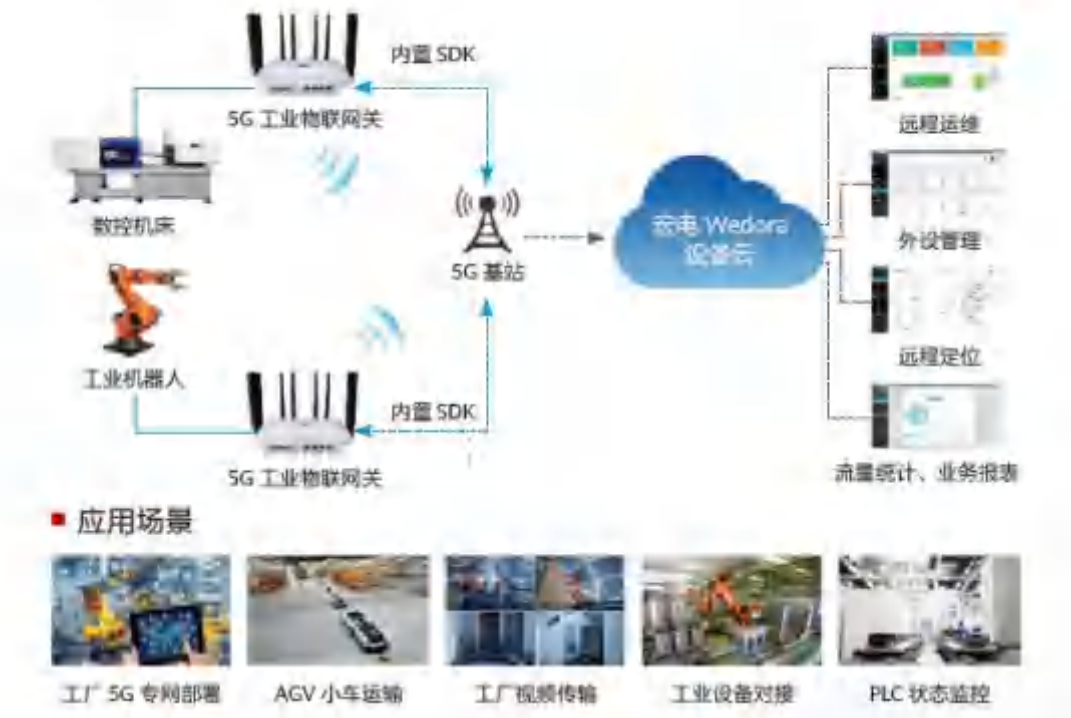 内置 SDK
5G 工业物联网关
数控机床
5G 基站
工业机器人
内置 SDK
5G 工业物联网关
宏电 Wedora
设备云
远程运维
外设管理
远程定位
流量统计、业务报表
应用场景
工厂 5G 专网部署
AGV 小车运输
工厂视频传输
工业设备对接
PLC 状态监控